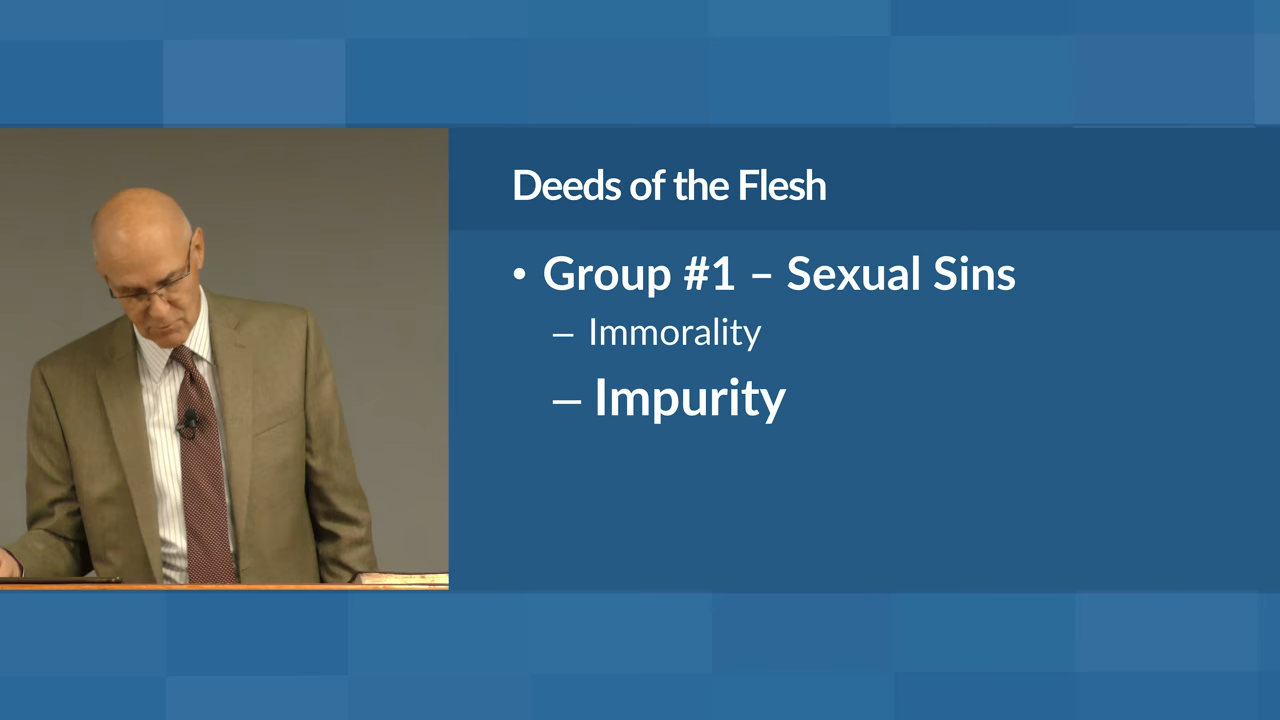 Deeds of the Flesh
• Group #1 – Sexual Sins
– Immorality
– Impurity